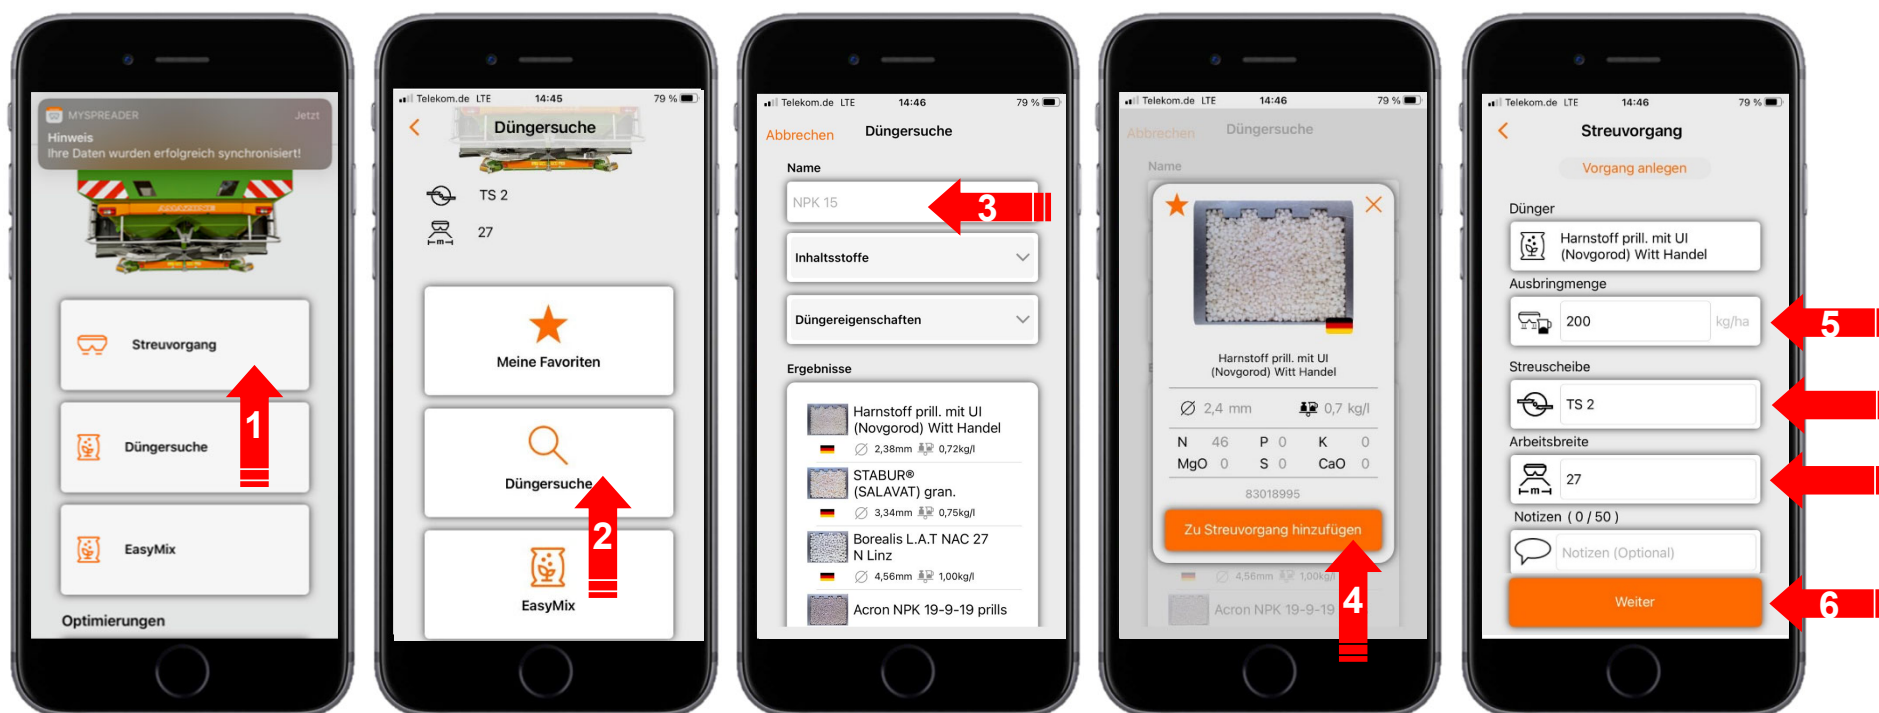 MYSPREADER Jetzt
Hinweis
Ihre Daten wurden erfolgreich synchronisiert!
Streuvorgang
1
Düngersuche
EasyMix
Optimierungen
Telekom.de LTE 14:45 79 %
Düngersuche
TS 2
27
Meine Favoriten
Düngersuche
2
EasyMix
Telekom.de LTE 14:46 79 %
Abbrechen Düngersuche
Name
NPK 15
3
Inhaltsstoffe
Düngereigenschaften
Ergebnisse
Harnstoff prill. mit UI
(Novgorod) Witt Handel
2,38mm 0,72kg/l
STABUR®
(SALAVAT) gran.
3,34mm 0,75kg/l
Borealis L.A.T NAC 27
N Linz
4,56mm 1,00kg/l
Acron NPK 19-9-19 prills
Telekom.de LTE 14:46 79 %
Abbrechen Düngersuche
Name
Harnstoff prill. mit UI
(Novgorod) Witt Handel
2,4 mm 0,7 kg/l
N 46 P 0 K 0
MgO 0 S 0 CaO 0
83018995
Zu Streuvorgang hinzufügen
4,56mm 1,00kg/l
Acron NPK 19-9-19
4
Telekom.de LTE 14:46 79 %
Streuvorgang
Vorgang anlegen
Dünger
Harnstoff prill. mit UI
(Novgorod) Witt Handel
Ausbringmenge
200 kg/ha
5
Streuscheibe
TS 2
Arbeitsbreite
27
Notizen ( 0 / 50 )
Notizen (Optional)
Weiter
6